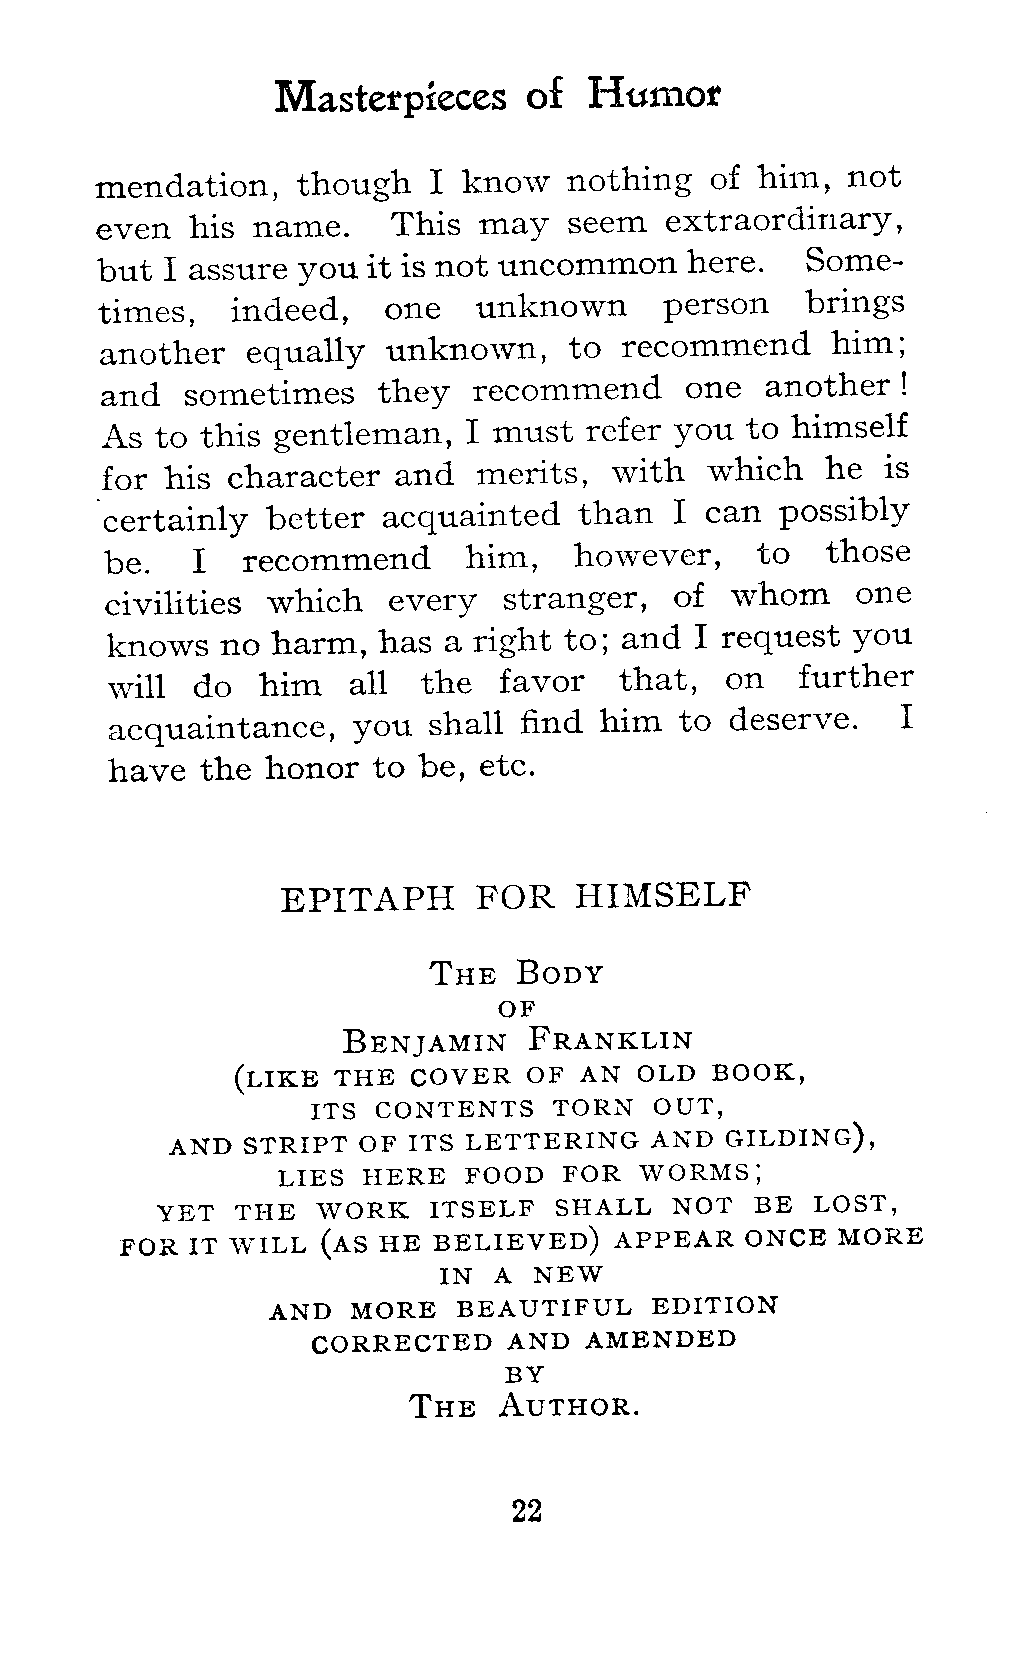 Masterpieces of Humor
mendation, though I know nothing of him, not
even his name. This may seem extraordinary,
but I assure you it is not uncommon here. Some-
times, indeed, one unknown person brings
another equally unknown, to recommend him;
and sometimes they recommend one another!
As to this gentleman, I must refer you to himself
for his character and merits, with which he is
certainly better acquainted than I can possibly
be. I recommend him, however, to those
civilities which every stranger, of whom one
knows no harm, has a right to; and I request you
will do him all the favor that, on further
acquaintance, you shall find him to deserve. I
have the honor to be, etc.
EPITAPH FOR HIMSELF
The Body
OF
Benjamin Franklin
(LIKE THE COVER OF AN OLD BOOK,
ITS CONTENTS TORN OUT,
AND STRIPT OF ITS LETTERING AND GILDING),
LIES HERE FOOD FOR WORMS;
YET THE WORK ITSELF SHALL NOT BE LOST,
FOR IT WILL (AS HE BELIEVED) APPEAR ONCE MORE
IN A NEW
AND MORE BEAUTIFUL EDITION
CORRECTED AND AMENDED
BY
The Author.
22